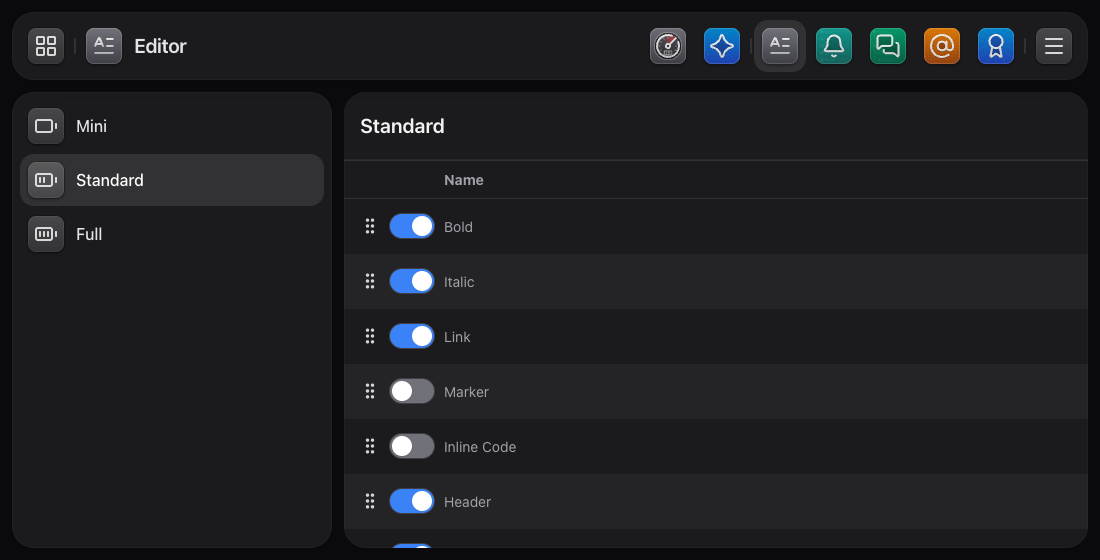 Editor
Mini
Standard
Full
Standard
Name
Bold
Italic
Link
Marker
Inline Code
Header